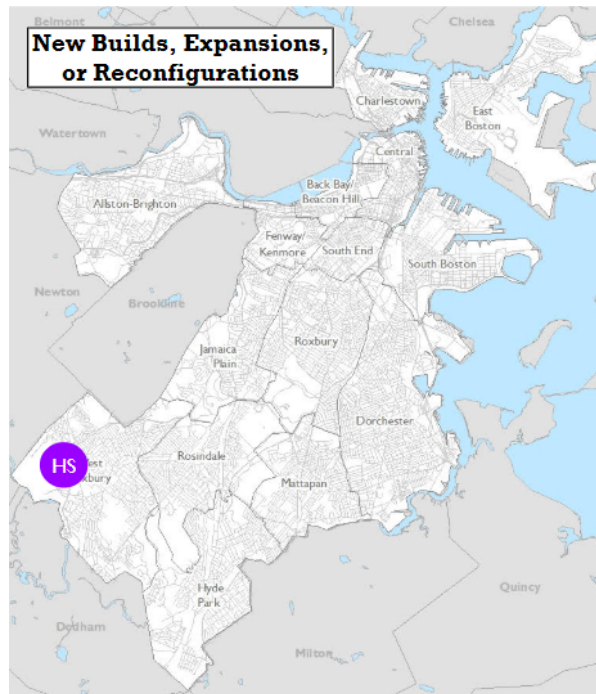 Belmont
Chelsea
New Builds, Expansions,
or Reconfigurations
Charlestown
East
Boston
Watertown
Central
Back Bay/
Beacon Hill
Allston-Brighton
Fenway/
Kenmore
South End
South Boston
Newton
Brookline
Jamaica
Plain
Roxbury
Dorchester
HS
Rosindale
Mattapan
Hyde
Park
Quincy
Dedham
Milton